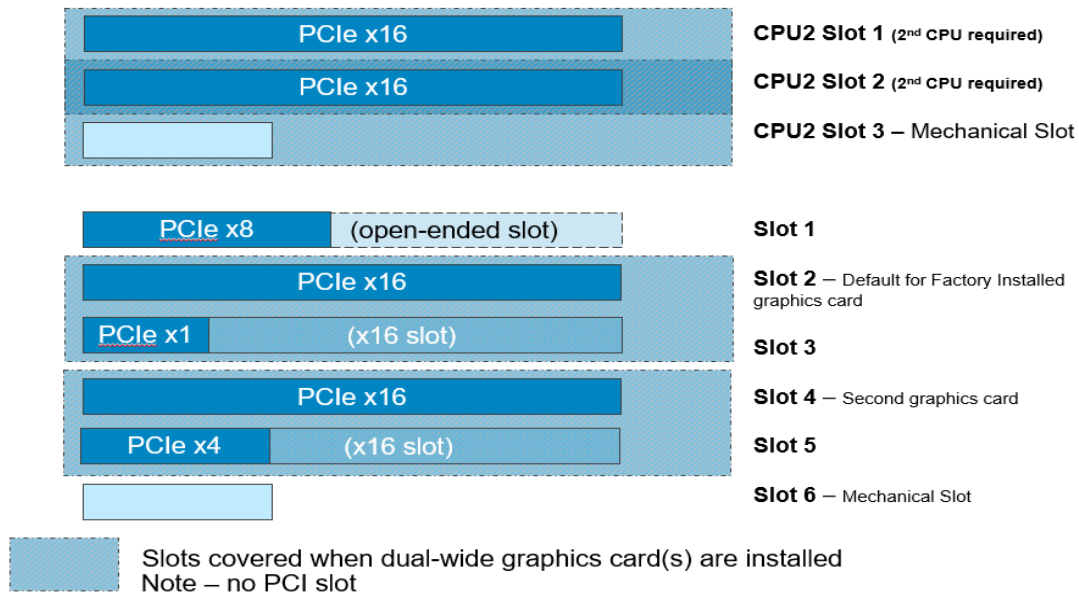 PCIe x16 CPU2 Slot 1 (2nd CPU required)
PCIe x16 CPU2 Slot 2 (2nd CPU required)
CPU2 Slot 3 – Mechanical Slot
PCIe x8 (open-ended slot) Slot 1
PCIe x16 Slot 2 – Default for Factory Installed
graphics card
PCIe x1 (x16 slot) Slot 3
PCIe x16 Slot 4 – Second graphics card
PCIe x4 (x16 slot) Slot 5
Slot 6 – Mechanical Slot
Slots covered when dual-wide graphics card(s) are installed
Note – no PCI slot